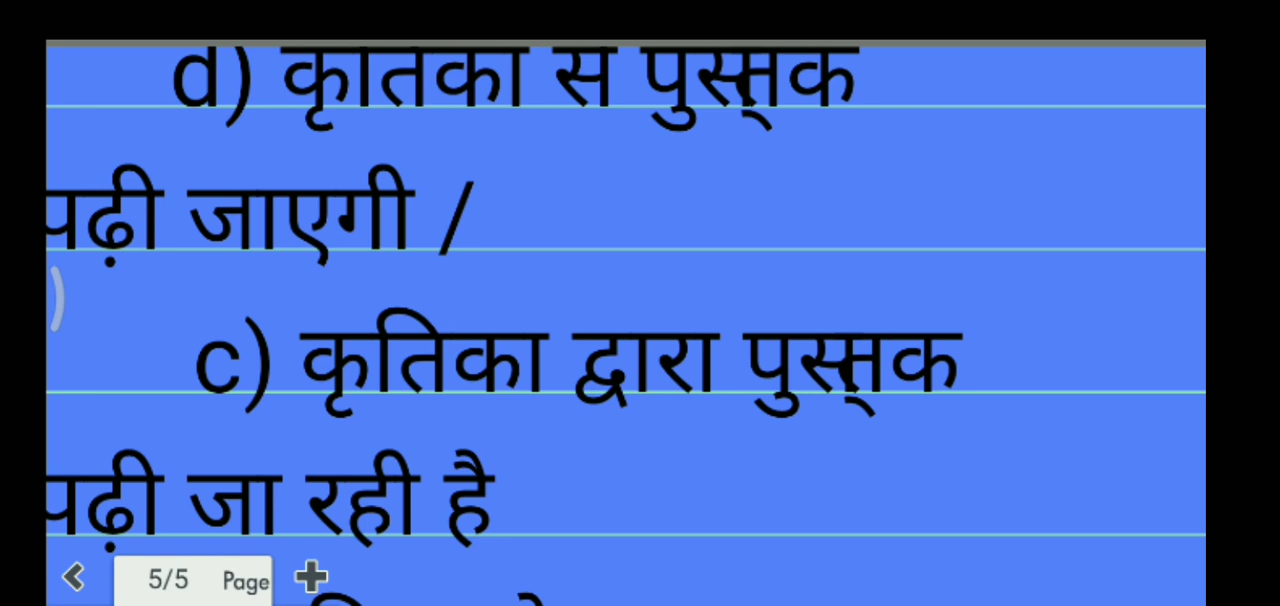 d) कृतिका से पुस्तक
पढ़ी जाएगी /
c) कृतिका द्वारा पुस्तक
पढ़ी जा रही है
5/5 Page